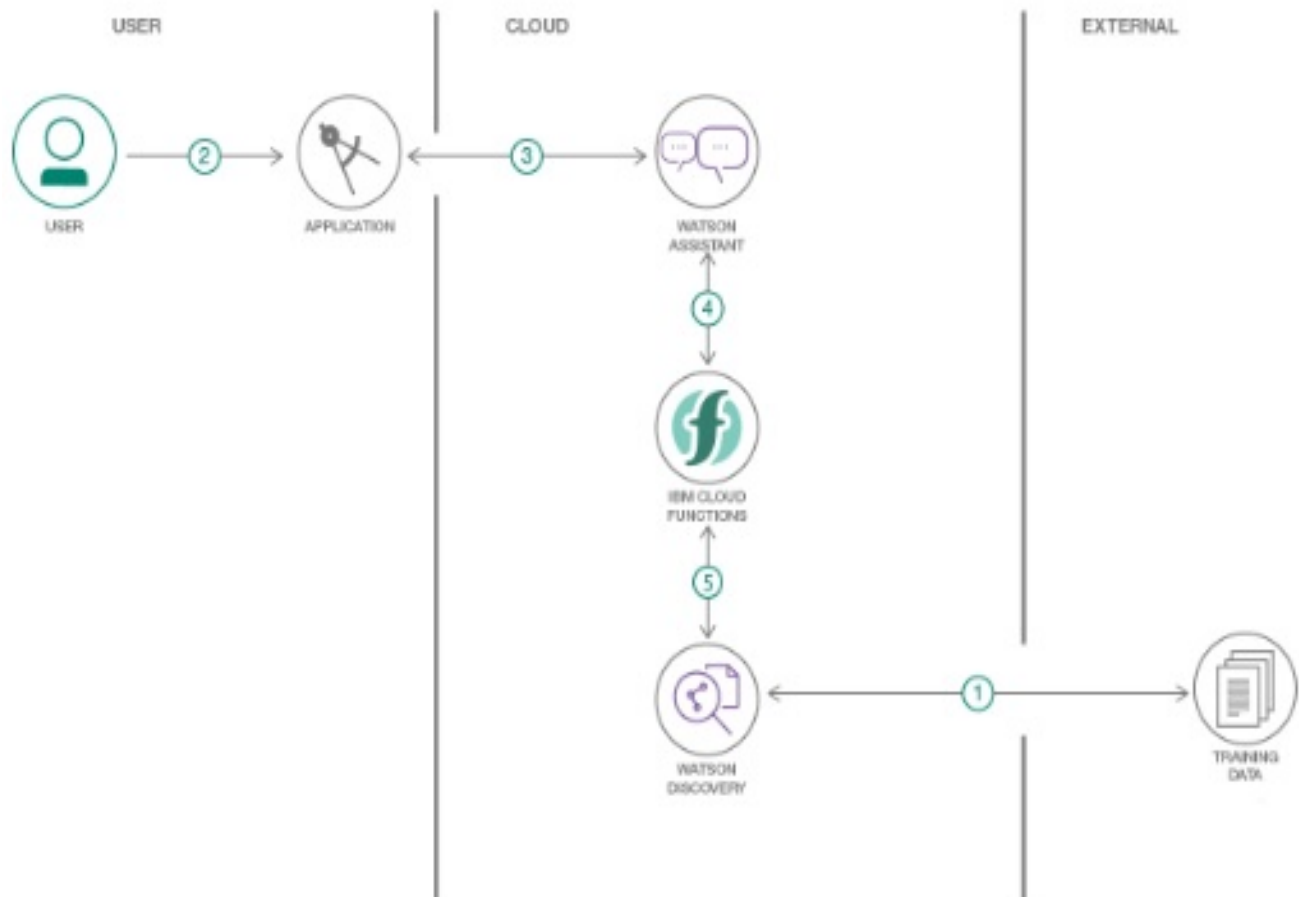 USER
CLOUD
EXTERNAL
2
3
USER
APPLICATION
WATSON
ASSISTANT
4
IBM CLOUD
FUNCTIONS
5
1
WATSON
DISCOVERY
TRAINING
DATA